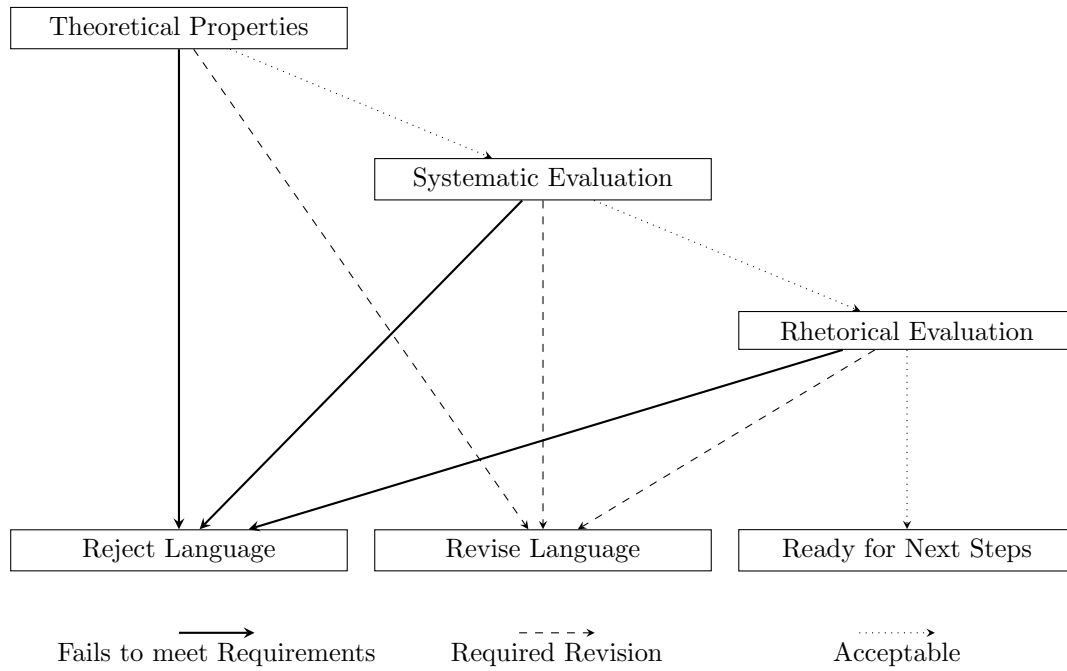 Theoretical Properties
Systematic Evaluation
Rhetorical Evaluation
Reject Language
Revise Language
Ready for Next Steps
Fails to meet Requirements
Required Revision
Acceptable